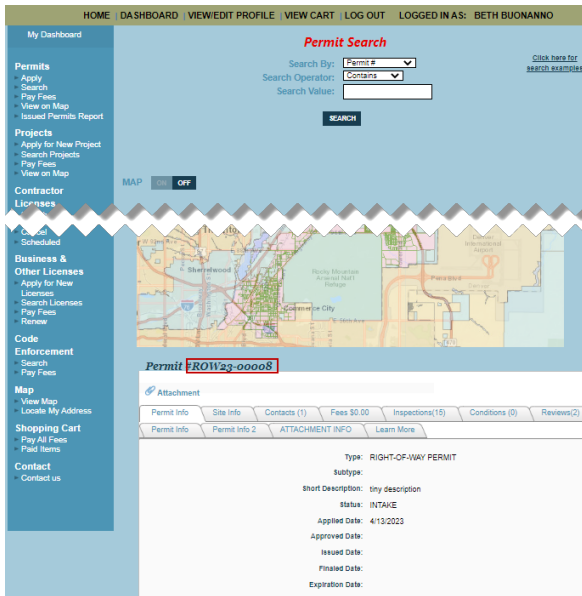 HOME | DASHBOARD | VIEW/EDIT PROFILE | VIEW CART | LOG OUT LOGGED IN AS: BETH BUONANNO
My Dashboard
Permits
Apply
Search
Pay Fees
View on Map
Issued Permits Report
Projects
Apply for New Project
Search Projects
Pay Fees
View on Map
Contractor
Licenses
Cancel
Scheduled
Business &
Other Licenses
Apply for New
Licenses
Search Licenses
Pay Fees
Renew
Code
Enforcement
Search
Pay Fees
Map
View Map
Locate My Address
Shopping Cart
Pay All Fees
Paid Items
Contact
Contact us
Permit Search
Search By: Permit #
Search Operator: Contains
Search Value:
SEARCH
Click here for
search examples
MAP ON OFF
Sherrelwood
Rocky Mountain
Arsenal Nat'l
Refuge
Commerce City
Denver
International
Airport
Pena Blvd
Permit #ROW23-00008
Attachment
Permit Info Site Info Contacts (1) Fees $0.00 Inspections(15) Conditions (0) Reviews(2)
Permit Info Permit Info 2 ATTACHMENT INFO Learn More
Type: RIGHT-OF-WAY PERMIT
Subtype:
Short Description: tiny description
Status: INTAKE
Applied Date: 4/13/2023
Approved Date:
Issued Date:
Finaled Date:
Expiration Date: